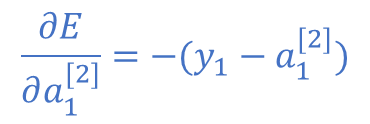 ∂E/∂a₁^[2] = −(y₁ − a₁^[2])